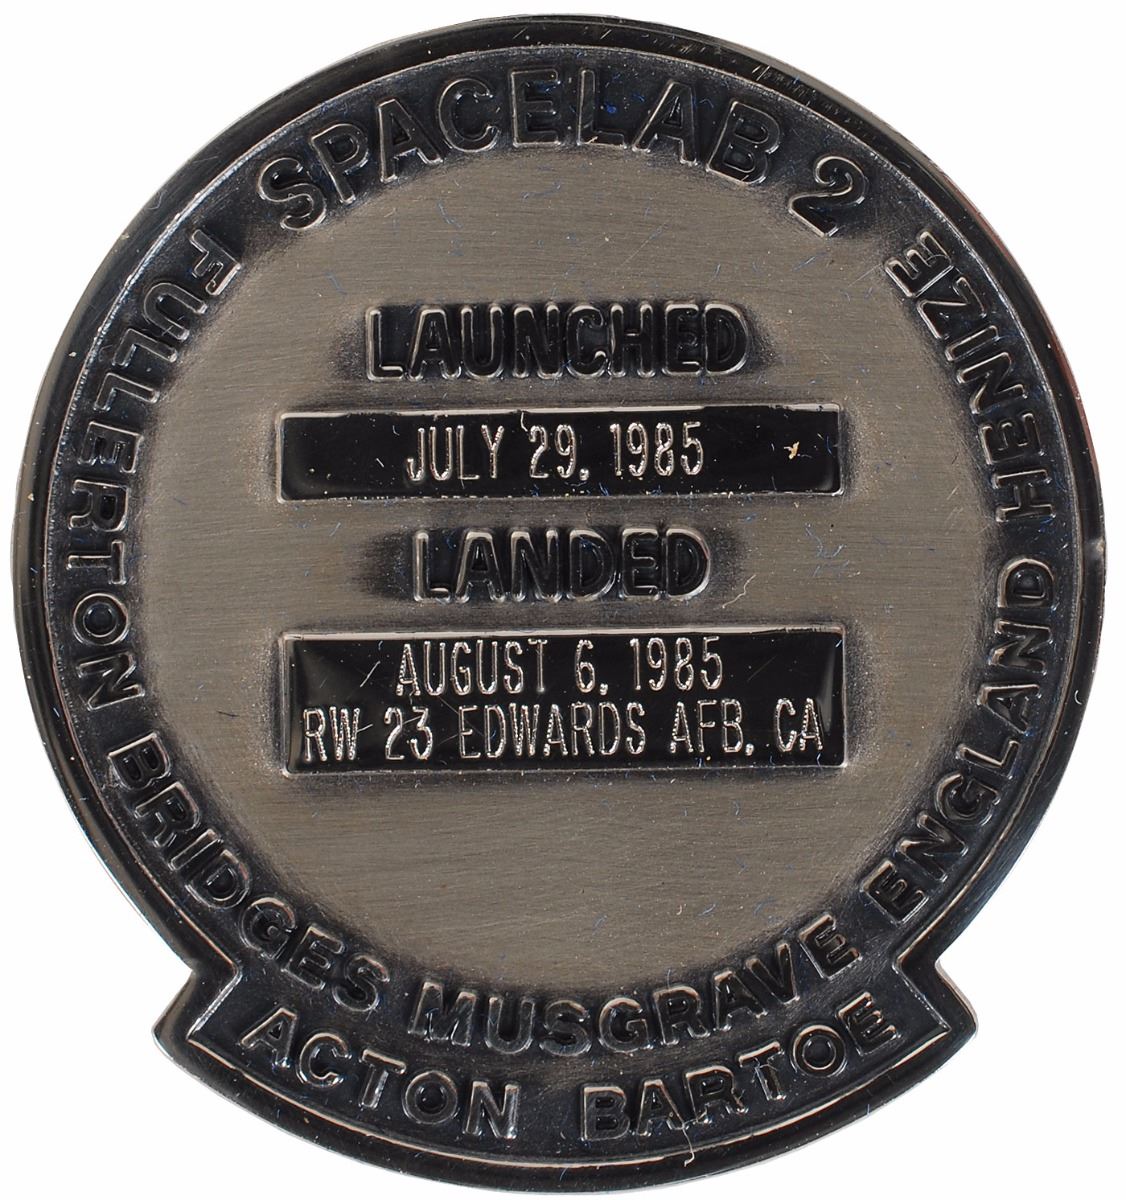 SPACELAB 2
LAUNCHED
JULY 29, 1985
LANDED
AUGUST 6, 1985
RW 23 EDWARDS AFB, CA
FULLERTON BRIDGES MUSGRAVE ENGLAND HENIZE
ACTON BARTOE